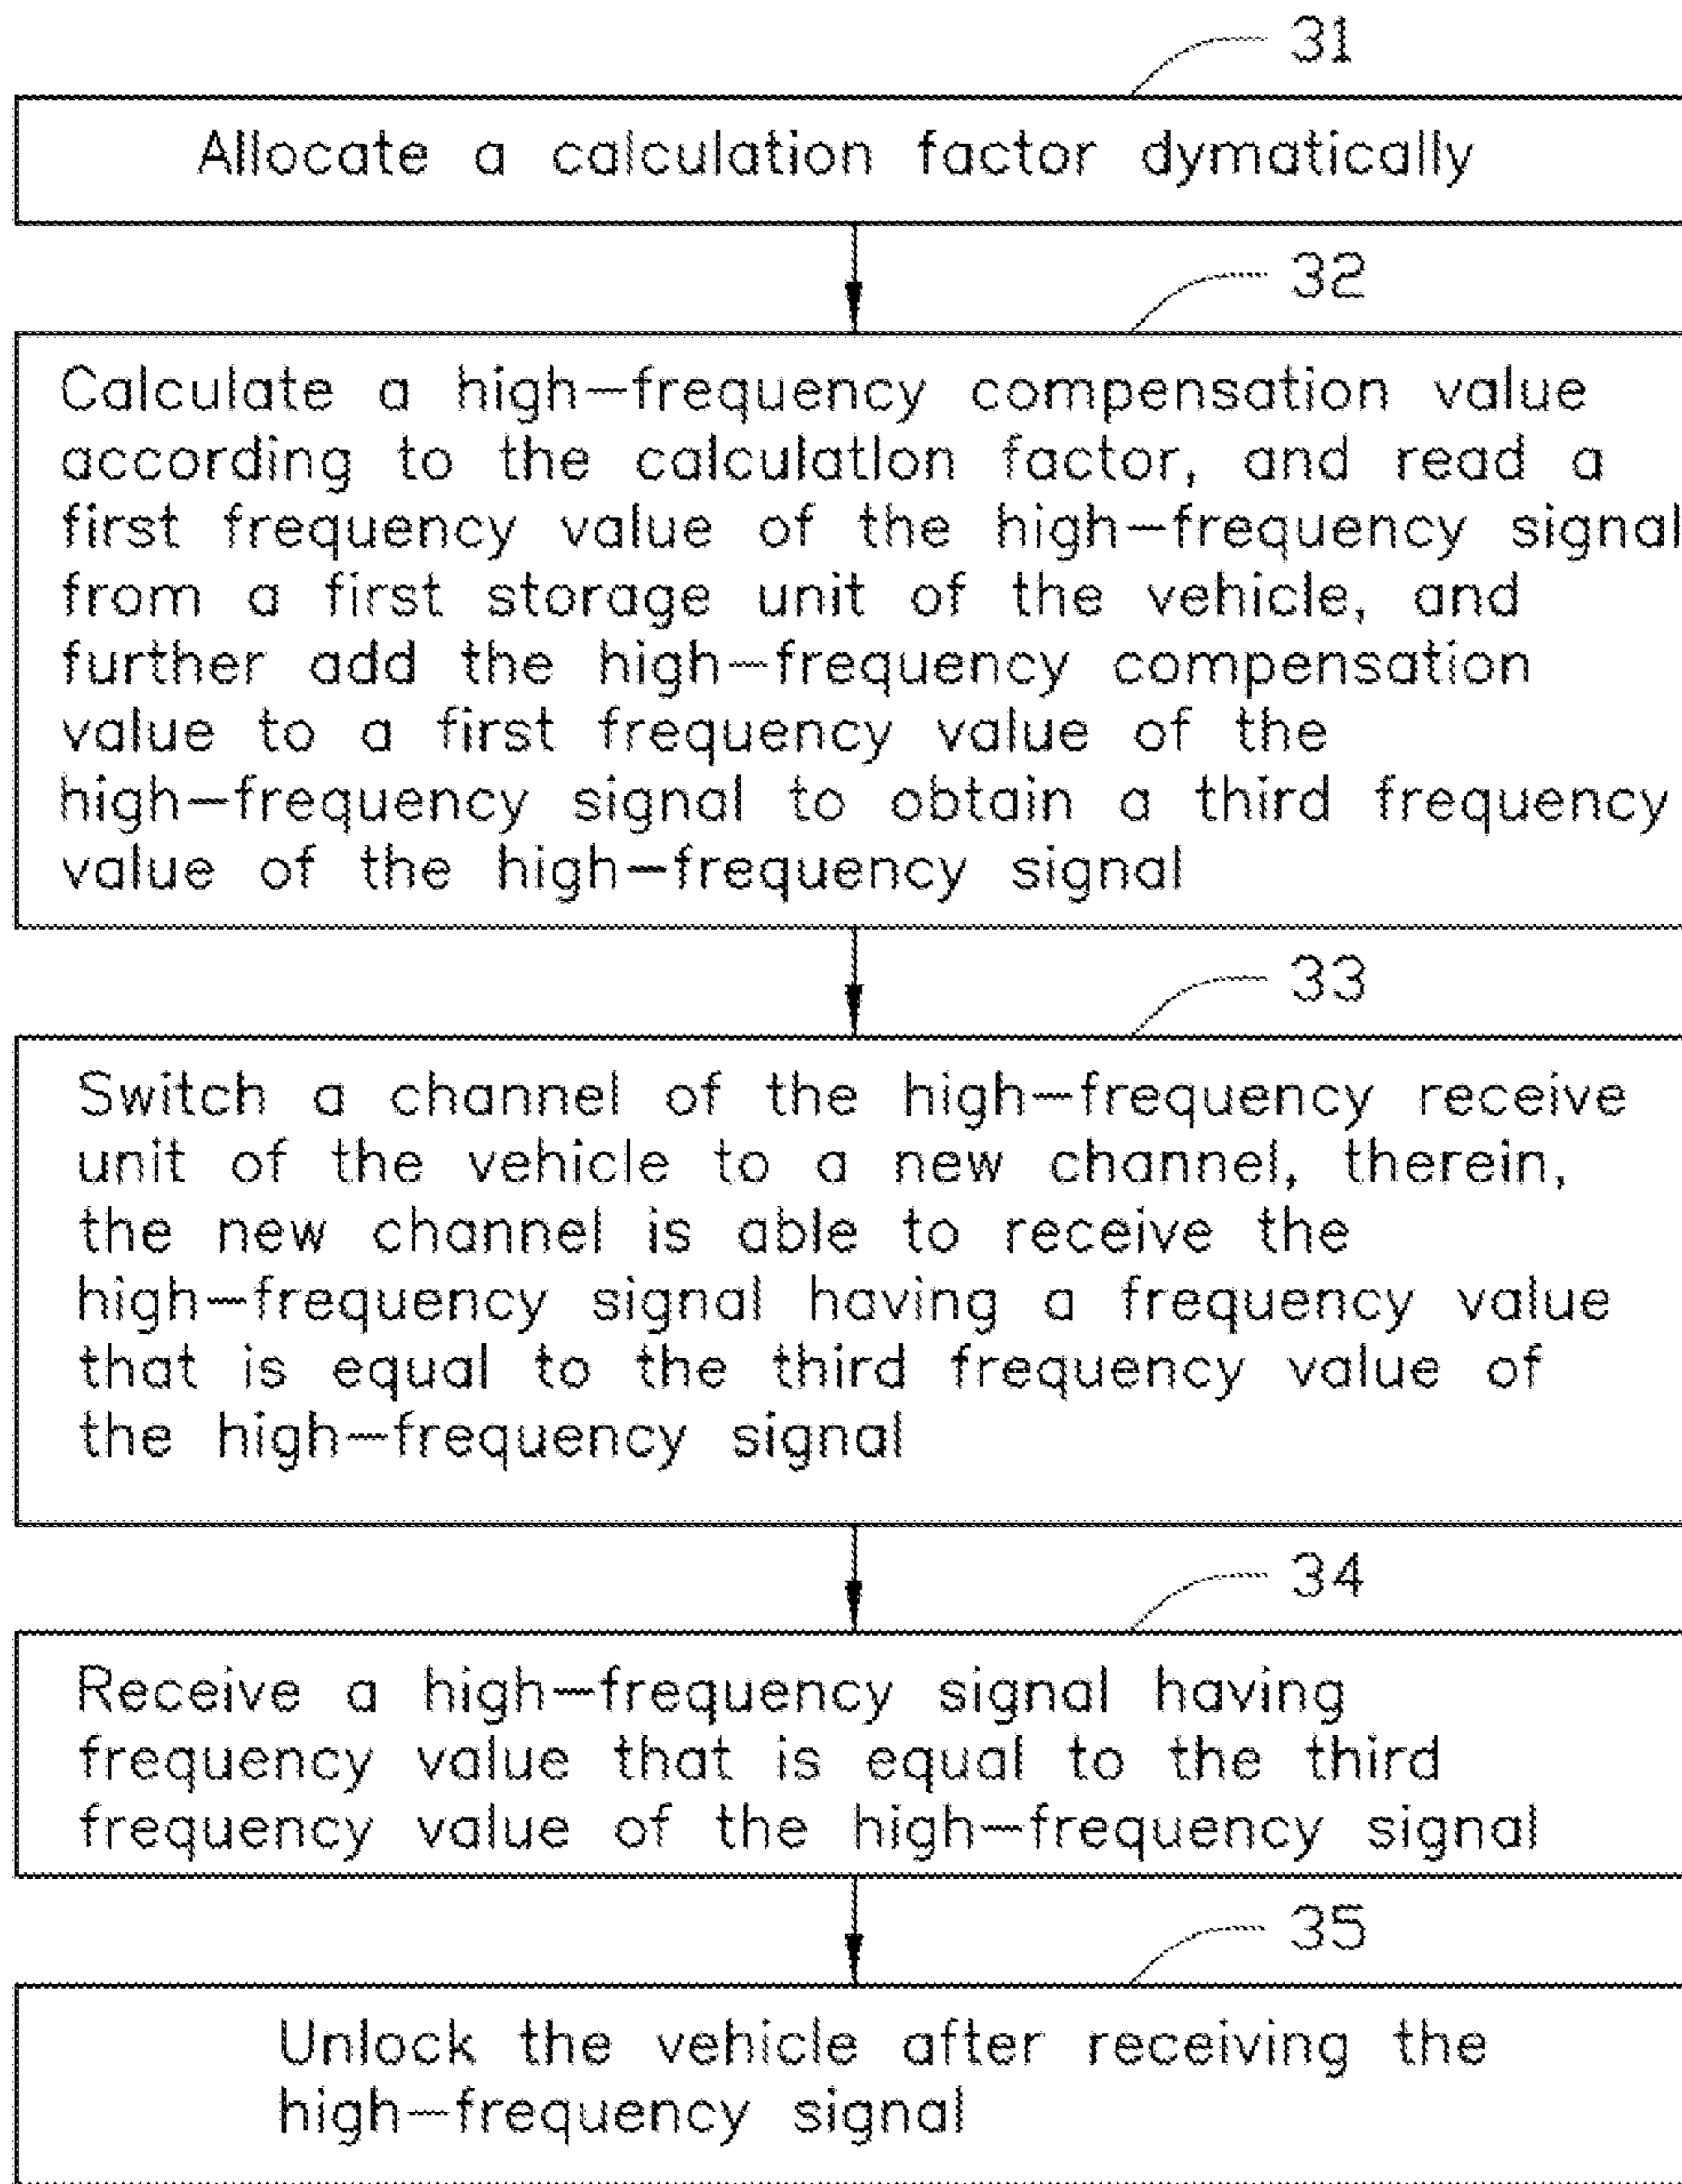 31
Allocate a calculation factor dymatically
32
Calculate a high-frequency compensation value
according to the calculation factor, and read a
first frequency value of the high-frequency signal
from a first storage unit of the vehicle, and
further add the high-frequency compensation
value to a first frequency value of the
high-frequency signal to obtain a third frequency
value of the high-frequency signal
33
Switch a channel of the high-frequency receive
unit of the vehicle to a new channel, therein,
the new channel is able to receive the
high-frequency signal having a frequency value
that is equal to the third frequency value of
the high-frequency signal
34
Receive a high-frequency signal having
frequency value that is equal to the third
frequency value of the high-frequency signal
35
Unlock the vehicle after receiving the
high-frequency signal